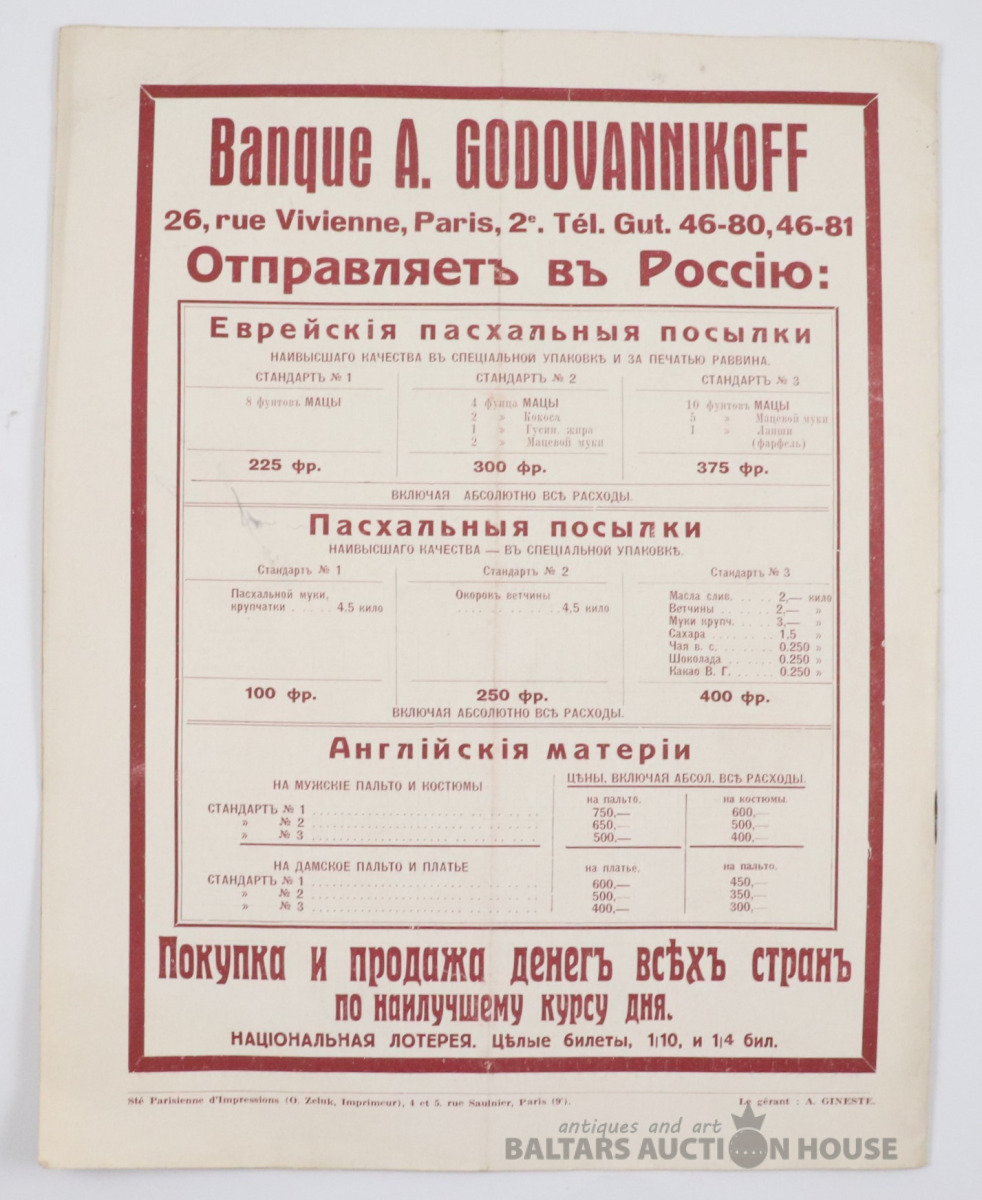 Banque A. GODOVANNIKOFF
26, rue Vivienne, Paris, 2e. Tél. Gut. 46-80, 46-81
Отправляетъ въ Россію:
Еврейскія пасхальныя посылки
НАИВЫСШАГО КАЧЕСТВА ВЪ СПЕЦІАЛЬНОЙ УПАКОВКѢ И ЗА ПЕЧАТЬЮ РАВВИНА.
СТАНДАРТЪ № 1 СТАНДАРТЪ № 2 СТАНДАРТЪ № 3
8 фунтовъ МАЦЫ 4 фунта МАЦЫ 10 фунтовъ МАЦЫ
2 » Кокоса 5 » Мацевой муки
1 » Гусин. жира 1 » Лапши
2 » Мацевой муки (фарфель)
225 фр. 300 фр. 375 фр.
ВКЛЮЧАЯ АБСОЛЮТНО ВСѢ РАСХОДЫ.
Пасхальныя посылки
НАИВЫСШАГО КАЧЕСТВА — ВЪ СПЕЦІАЛЬНОЙ УПАКОВКѢ.
Стандартъ № 1 Стандартъ № 2 Стандартъ № 3
Пасхальной муки, Окорокъ ветчины Масла слив. . . . . . 2,— кило
крупчатки . . . . . 4,5 кило . . . . . . . . . . . . . 4,5 кило Ветчины . . . . . . . 2,— »
Муки крупч. . . . . . 3,— »
Сахара . . . . . . . . 1,5 »
Чая в. с. . . . . . . . 0.250 »
Шоколада . . . . . . 0.250 »
Какао В. Г. . . . . . 0.250 »
100 фр. 250 фр. 400 фр.
ВКЛЮЧАЯ АБСОЛЮТНО ВСѢ РАСХОДЫ.
Англійскія матеріи
НА МУЖСКІЕ ПАЛЬТО И КОСТЮМЫ ЦѢНЫ, ВКЛЮЧАЯ АБСОЛ. ВСѢ РАСХОДЫ.
на пальто. на костюмы.
СТАНДАРТЪ № 1 750,— 600,—
» № 2 650,— 500,—
» № 3 500,— 400,—
НА ДАМСКОЕ ПАЛЬТО И ПЛАТЬЕ на платье. на пальто.
СТАНДАРТЪ № 1 600,— 450,—
» № 2 500,— 350,—
» № 3 400,— 300,—
Покупка и продажа денегъ всѣхъ странъ
по наилучшему курсу дня.
НАЦІОНАЛЬНАЯ ЛОТЕРЕЯ. Цѣлые билеты, 1|10, и 1|4 бил.
Sté Parisienne d'Impressions (O. Zeluk, Imprimeur), 4 et 5, rue Saulnier, Paris (9e). Le gérant : A. GINESTE.
antiques and art
BALTARS AUCTION HOUSE